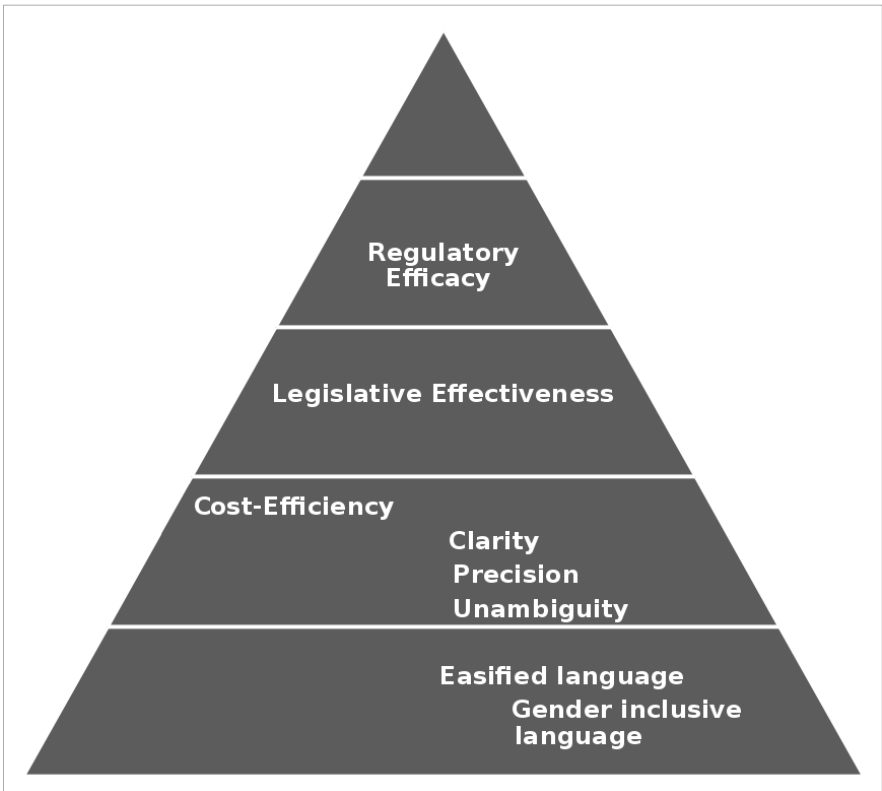 Regulatory
Efficacy
Legislative Effectiveness
Cost-Efficiency
Clarity
Precision
Unambiguity
Easified language
Gender inclusive
language